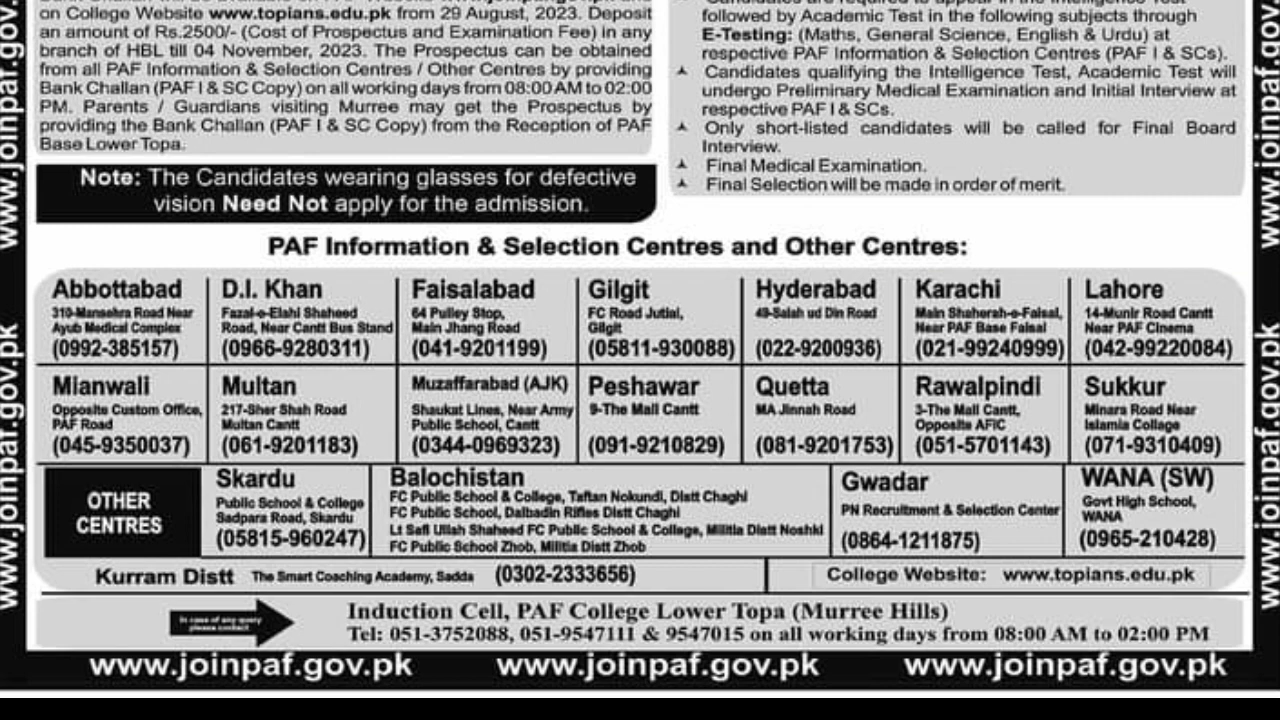 on College Website www.topians.edu.pk from 29 August, 2023. Deposit
an amount of Rs.2500/- (Cost of Prospectus and Examination Fee) in any
branch of HBL till 04 November, 2023. The Prospectus can be obtained
from all PAF Information & Selection Centres / Other Centres by providing
Bank Challan (PAF I & SC Copy) on all working days from 08:00 AM to 02:00
PM. Parents / Guardians visiting Murree may get the Prospectus by
providing the Bank Challan (PAF I & SC Copy) from the Reception of PAF
Base Lower Topa.
Note: The Candidates wearing glasses for defective
vision Need Not apply for the admission.
followed by Academic Test in the following subjects through
E-Testing: (Maths, General Science, English & Urdu) at
respective PAF Information & Selection Centres (PAF I & SCs).
Candidates qualifying the Intelligence Test, Academic Test will
undergo Preliminary Medical Examination and Initial Interview at
respective PAF I & SCs.
Only short-listed candidates will be called for Final Board
Interview.
Final Medical Examination.
Final Selection will be made in order of merit.
PAF Information & Selection Centres and Other Centres:
Abbottabad
310-Mansehra Road Near
Ayub Medical Complex
(0992-385157)
D.I. Khan
Fazal-e-Elahi Shaheed
Road, Near Cantt Bus Stand
(0966-9280311)
Faisalabad
64 Pulley Stop,
Main Jhang Road
(041-9201199)
Gilgit
FC Road Jutial,
Gilgit
(05811-930088)
Hyderabad
49-Salah ud Din Road
(022-9200936)
Karachi
Main Shaherah-e-Faisal,
Near PAF Base Faisal
(021-99240999)
Lahore
14-Munir Road Cantt
Near PAF Cinema
(042-99220084)
Mianwali
Opposite Custom Office,
PAF Road
(045-9350037)
Multan
217-Sher Shah Road
Multan Cantt
(061-9201183)
Muzaffarabad (AJK)
Shaukat Lines, Near Army
Public School, Cantt
(0344-0969323)
Peshawar
9-The Mall Cantt
(091-9210829)
Quetta
MA Jinnah Road
(081-9201753)
Rawalpindi
3-The Mall Cantt,
Opposite AFIC
(051-5701143)
Sukkur
Minara Road Near
Islamia Collage
(071-9310409)
OTHER
CENTRES
Skardu
Public School & College
Sadpara Road, Skardu
(05815-960247)
Balochistan
FC Public School & College, Taftan Nokundi, Distt Chaghi
FC Public School, Dalbadin Rifles Distt Chaghi
Lt Safi Ullah Shaheed FC Public School & College, Militia Distt Noshki
FC Public School Zhob, Militia Distt Zhob
Gwadar
PN Recruitment & Selection Center
(0864-1211875)
WANA (SW)
Govt High School,
WANA
(0965-210428)
Kurram Distt The Smart Coaching Academy, Sadda (0302-2333656)
College Website: www.topians.edu.pk
In case of any query
please contact
Induction Cell, PAF College Lower Topa (Murree Hills)
Tel: 051-3752088, 051-9547111 & 9547015 on all working days from 08:00 AM to 02:00 PM
www.joinpaf.gov.pk www.joinpaf.gov.pk www.joinpaf.gov.pk
www.joinpaf.gov.pk
www.joinpaf.gov.pk